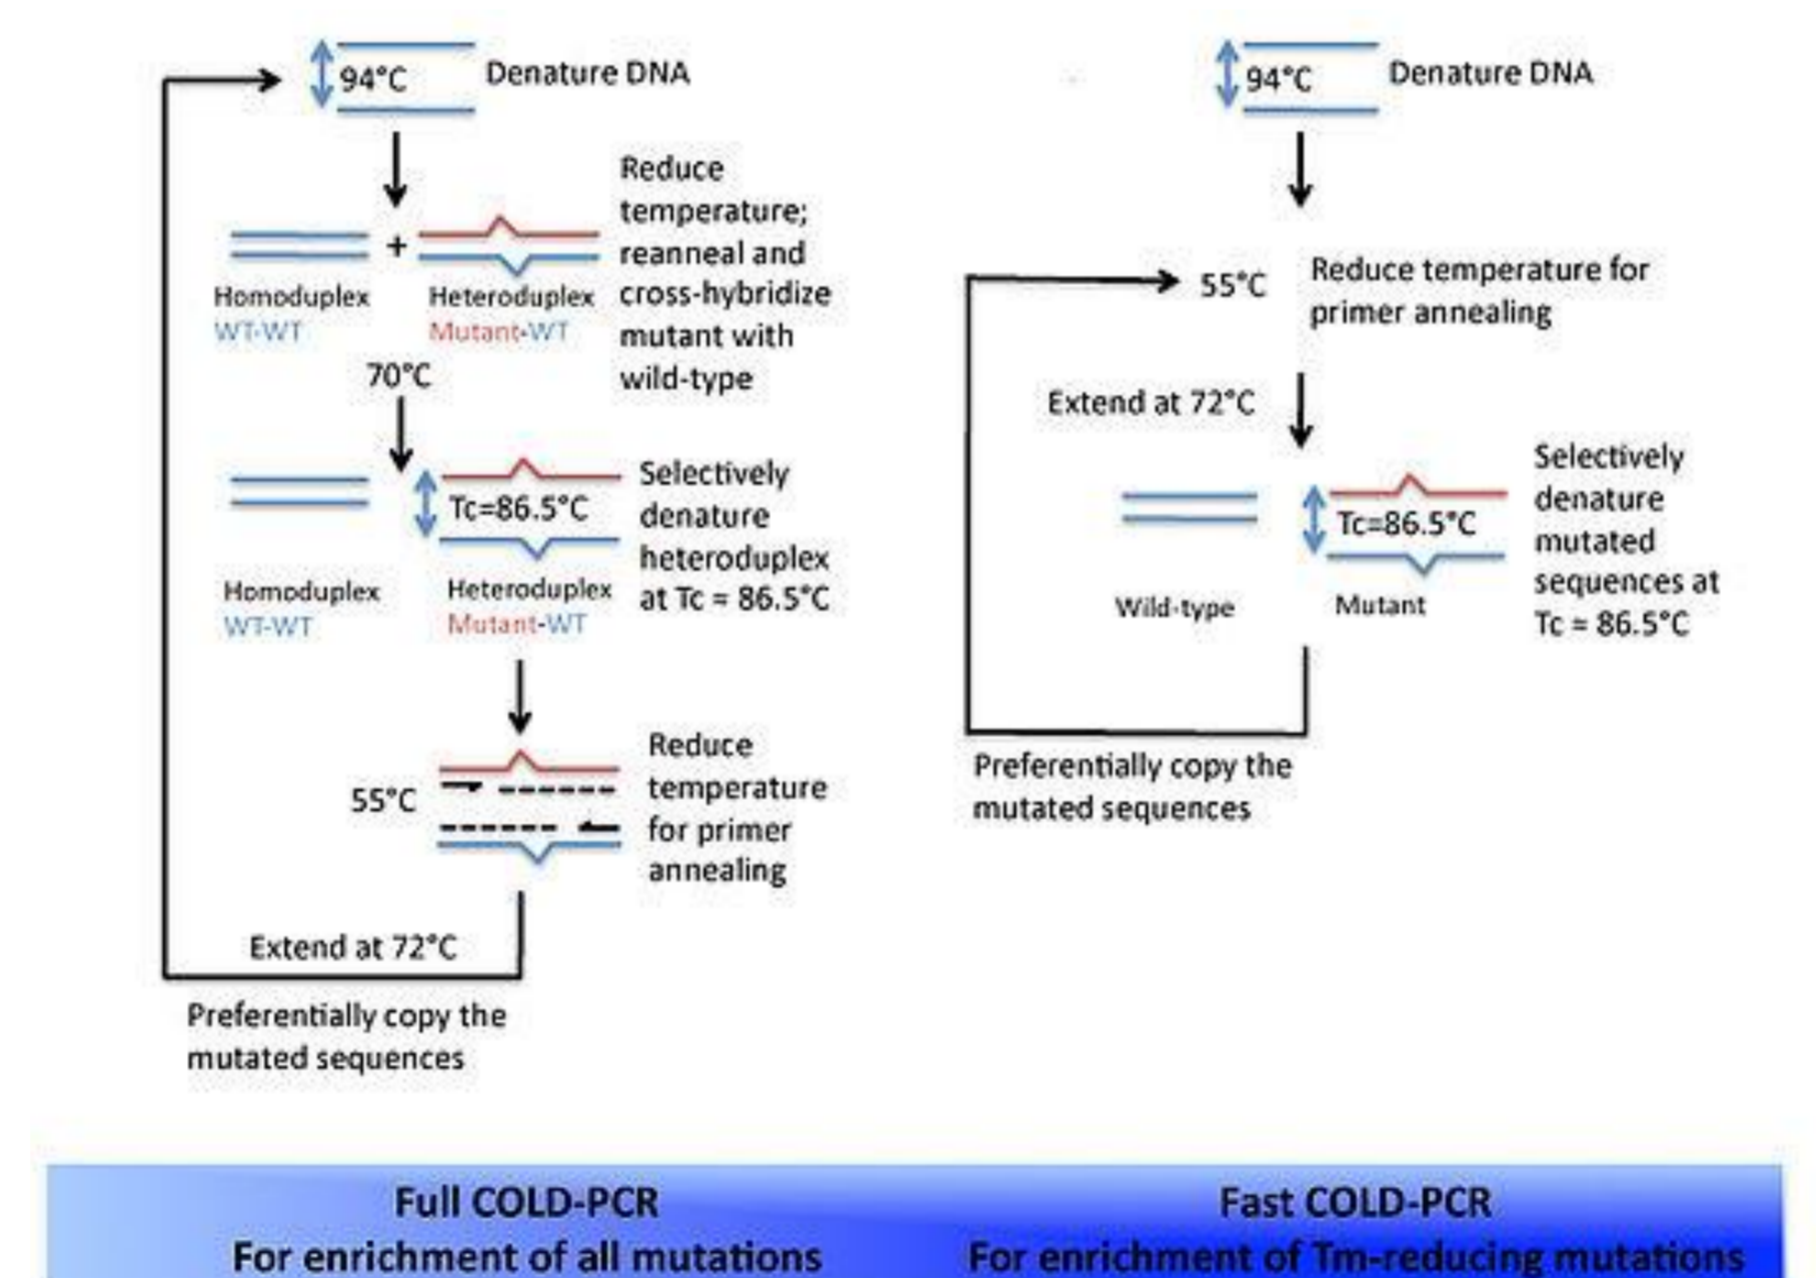 94°C
Denature DNA
Reduce
temperature;
reanneal and
cross-hybridize
mutant with
wild-type
+
Homoduplex
WT-WT
Heteroduplex
Mutant-WT
70°C
Tc=86.5°C
Selectively
denature
heteroduplex
at Tc = 86.5°C
Homoduplex
WT-WT
Heteroduplex
Mutant-WT
55°C
Reduce
temperature
for primer
annealing
Extend at 72°C
Preferentially copy the
mutated sequences
94°C
Denature DNA
55°C
Reduce temperature for
primer annealing
Extend at 72°C
Tc=86.5°C
Selectively
denature
mutated
sequences at
Tc = 86.5°C
Wild-type
Mutant
Preferentially copy the
mutated sequences
Full COLD-PCR
For enrichment of all mutations
Fast COLD-PCR
For enrichment of Tm-reducing mutations